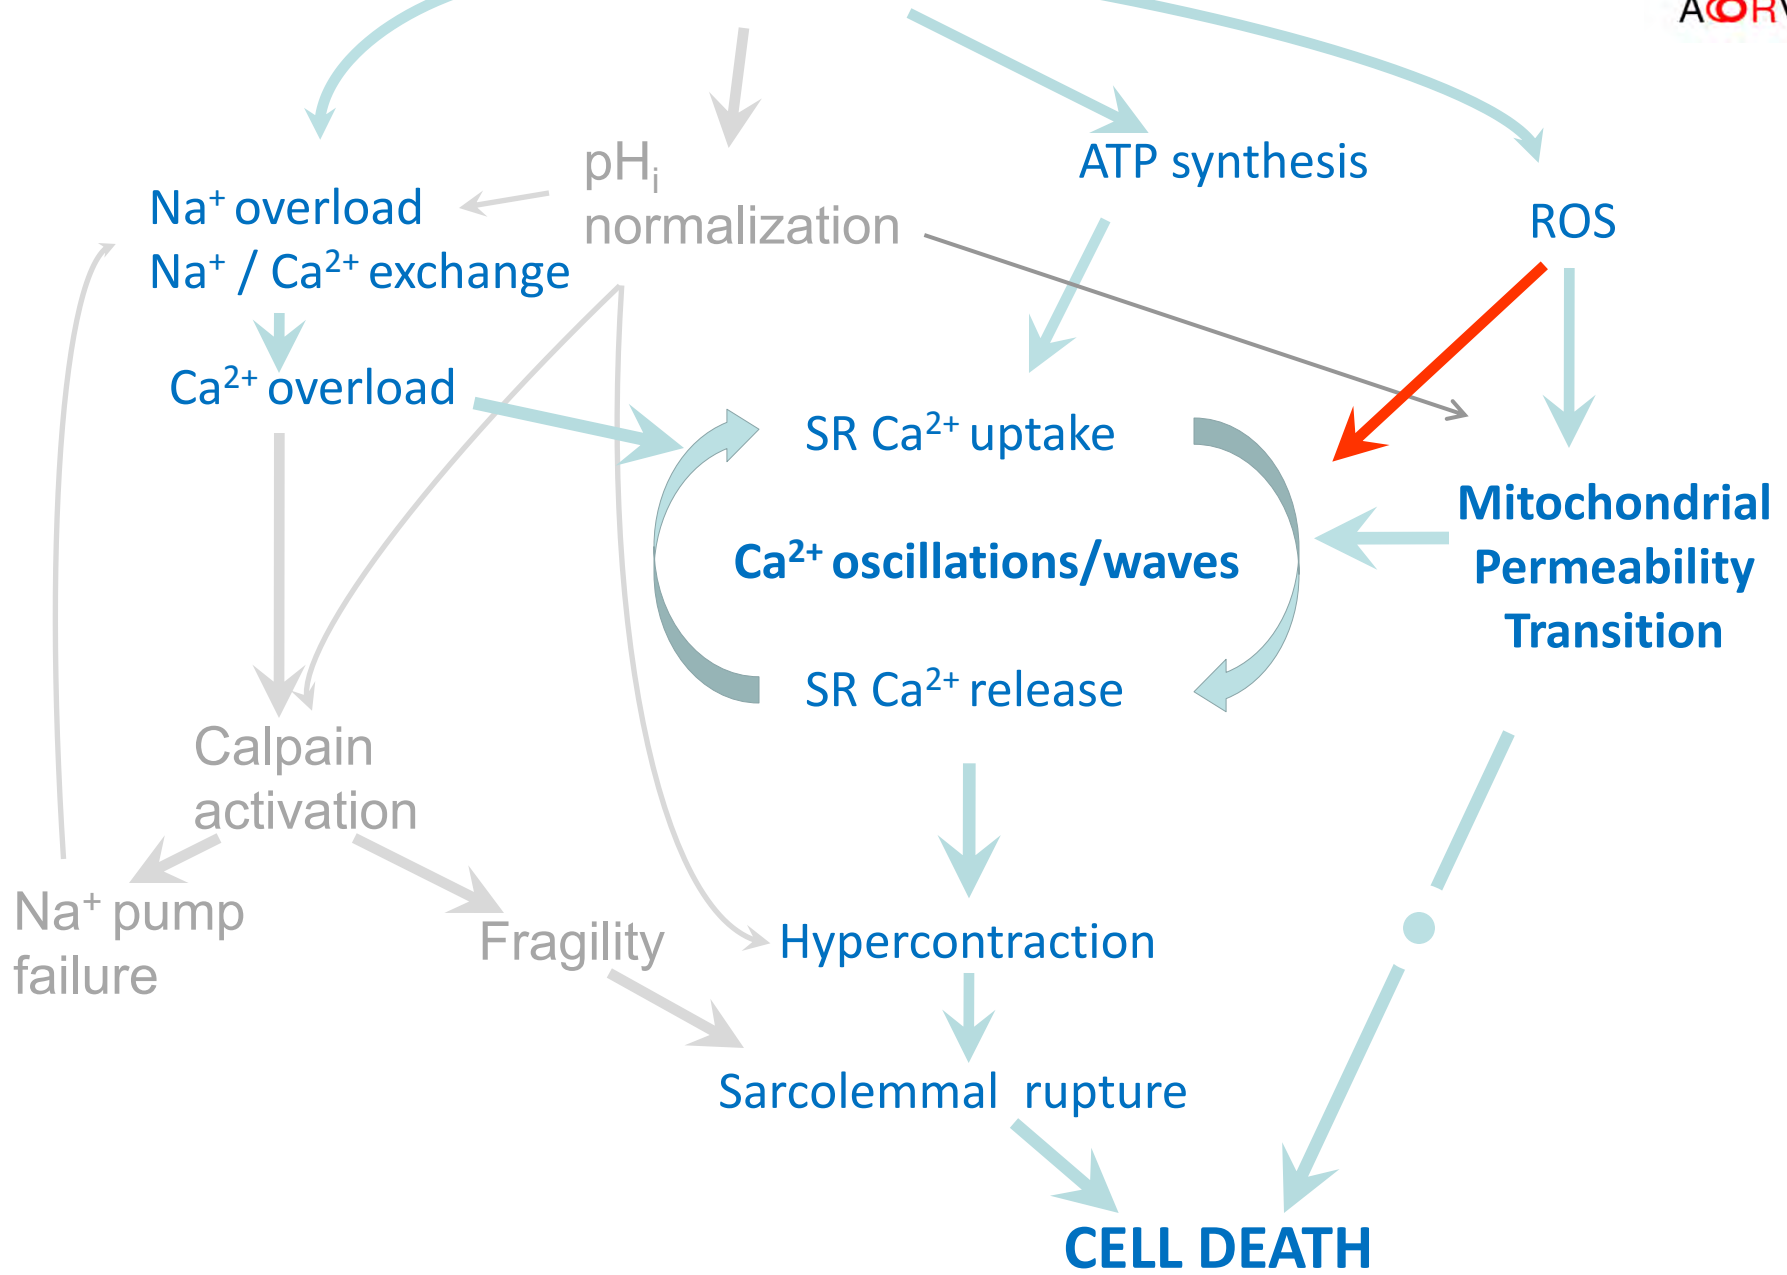 ATP synthesis
pHᵢ
normalization
Na⁺ overload
Na⁺ / Ca²⁺ exchange
ROS
Ca²⁺ overload
SR Ca²⁺ uptake
Mitochondrial
Permeability
Transition
Ca²⁺ oscillations/waves
SR Ca²⁺ release
Calpain
activation
Na⁺ pump
failure
Fragility
Hypercontraction
Sarcolemmal rupture
CELL DEATH